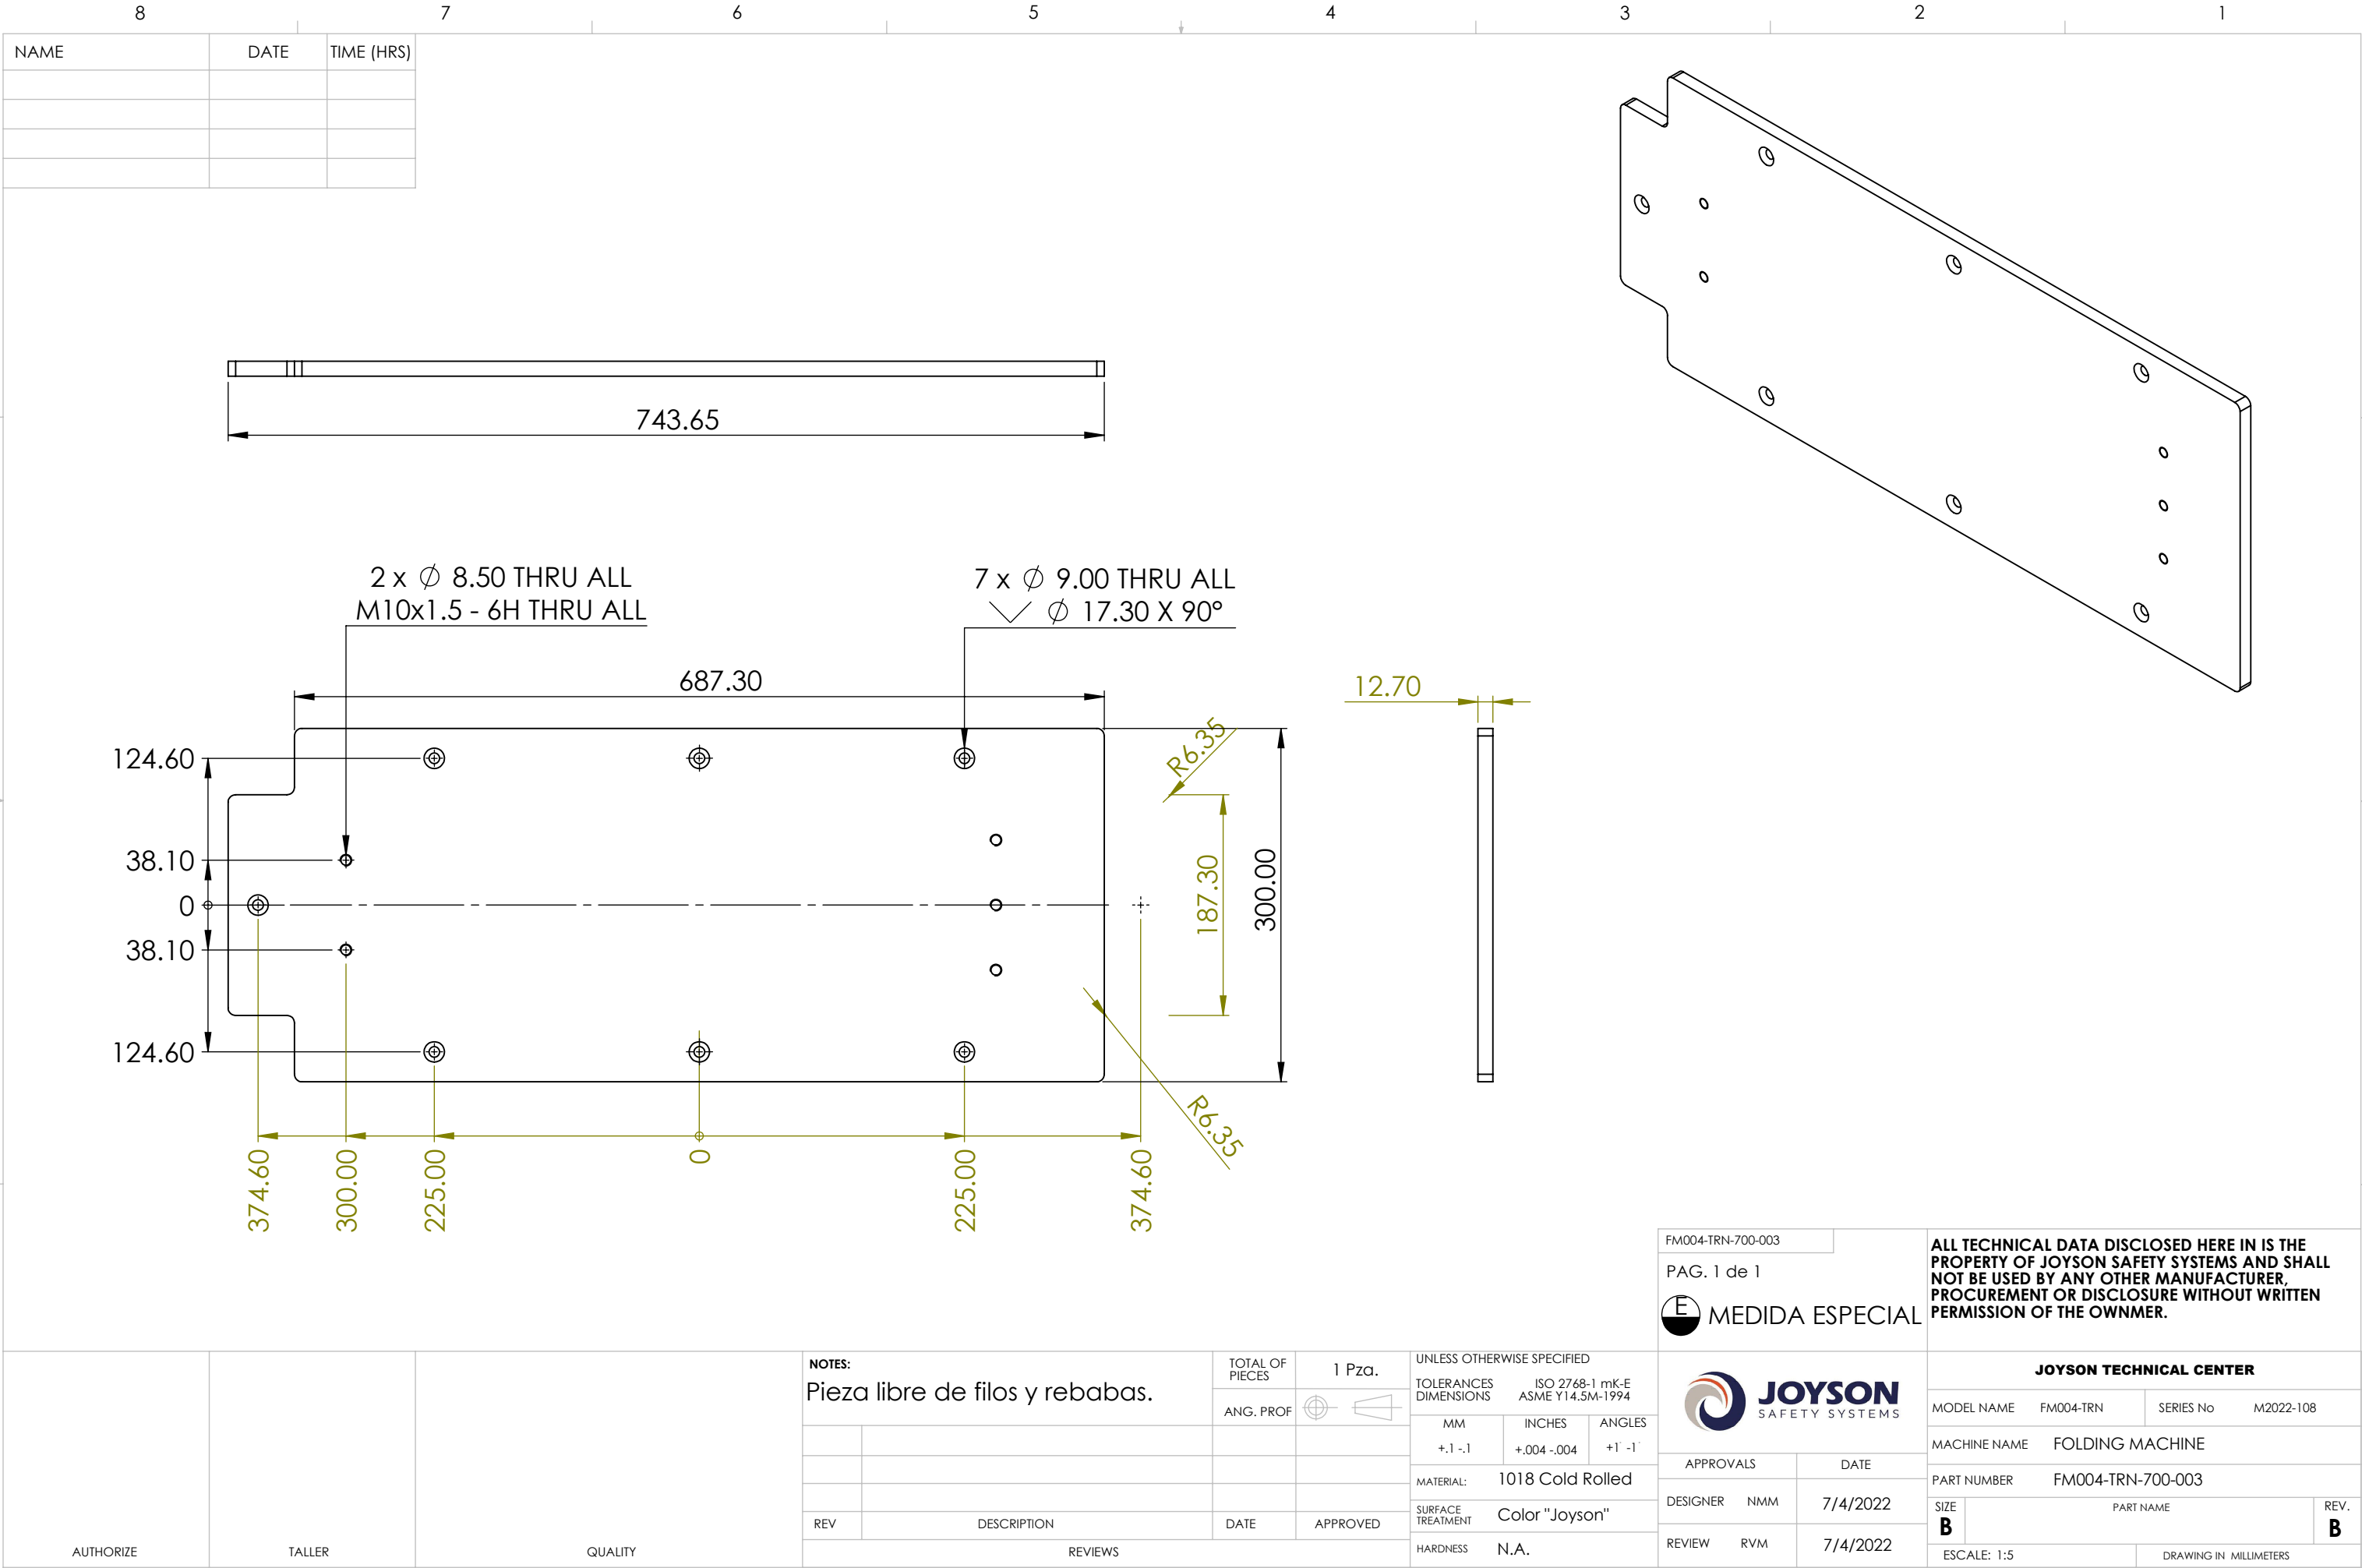 8 7 6 5 4 3 2 1
NAME DATE TIME (HRS)
743.65
2 x ∅ 8.50 THRU ALL
M10x1.5 - 6H THRU ALL
7 x ∅ 9.00 THRU ALL
⌵ ∅ 17.30 X 90°
687.30
12.70
R6.35
124.60
38.10
0
38.10
124.60
187.30
300.00
R6.35
374.60
300.00
225.00
0
225.00
374.60
FM004-TRN-700-003
PAG. 1 de 1
E MEDIDA ESPECIAL
ALL TECHNICAL DATA DISCLOSED HERE IN IS THE
PROPERTY OF JOYSON SAFETY SYSTEMS AND SHALL
NOT BE USED BY ANY OTHER MANUFACTURER,
PROCUREMENT OR DISCLOSURE WITHOUT WRITTEN
PERMISSION OF THE OWNMER.
AUTHORIZE TALLER QUALITY
NOTES:
Pieza libre de filos y rebabas.
REV DESCRIPTION DATE APPROVED
REVIEWS
TOTAL OF
PIECES
1 Pza.
ANG. PROF
UNLESS OTHERWISE SPECIFIED
TOLERANCES ISO 2768-1 mK-E
DIMENSIONS ASME Y14.5M-1994
MM INCHES ANGLES
+.1 -.1 +.004 -.004 +1° -1°
MATERIAL: 1018 Cold Rolled
SURFACE
TREATMENT
Color "Joyson"
HARDNESS N.A.
JOYSON
SAFETY SYSTEMS
APPROVALS DATE
DESIGNER NMM 7/4/2022
REVIEW RVM 7/4/2022
JOYSON TECHNICAL CENTER
MODEL NAME FM004-TRN SERIES No M2022-108
MACHINE NAME FOLDING MACHINE
PART NUMBER FM004-TRN-700-003
SIZE PART NAME REV.
B B
ESCALE: 1:5 DRAWING IN MILLIMETERS